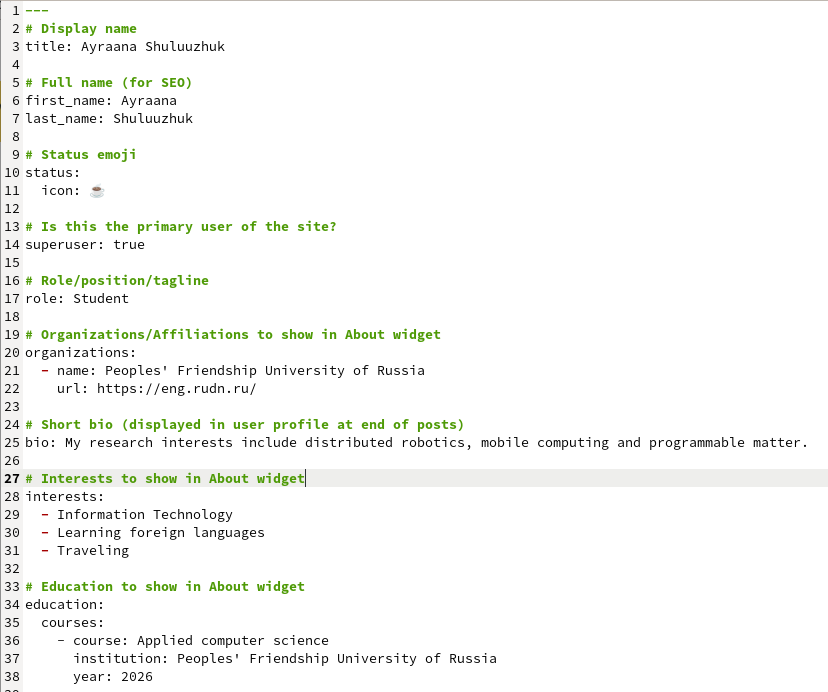 1 ---
2 # Display name
3 title: Ayraana Shuluuzhuk
4
5 # Full name (for SEO)
6 first_name: Ayraana
7 last_name: Shuluuzhuk
8
9 # Status emoji
10 status:
11   icon: ☕
12
13 # Is this the primary user of the site?
14 superuser: true
15
16 # Role/position/tagline
17 role: Student
18
19 # Organizations/Affiliations to show in About widget
20 organizations:
21   - name: Peoples' Friendship University of Russia
22     url: https://eng.rudn.ru/
23
24 # Short bio (displayed in user profile at end of posts)
25 bio: My research interests include distributed robotics, mobile computing and programmable matter.
26
27 # Interests to show in About widget
28 interests:
29   - Information Technology
30   - Learning foreign languages
31   - Traveling
32
33 # Education to show in About widget
34 education:
35   courses:
36     - course: Applied computer science
37       institution: Peoples' Friendship University of Russia
38       year: 2026